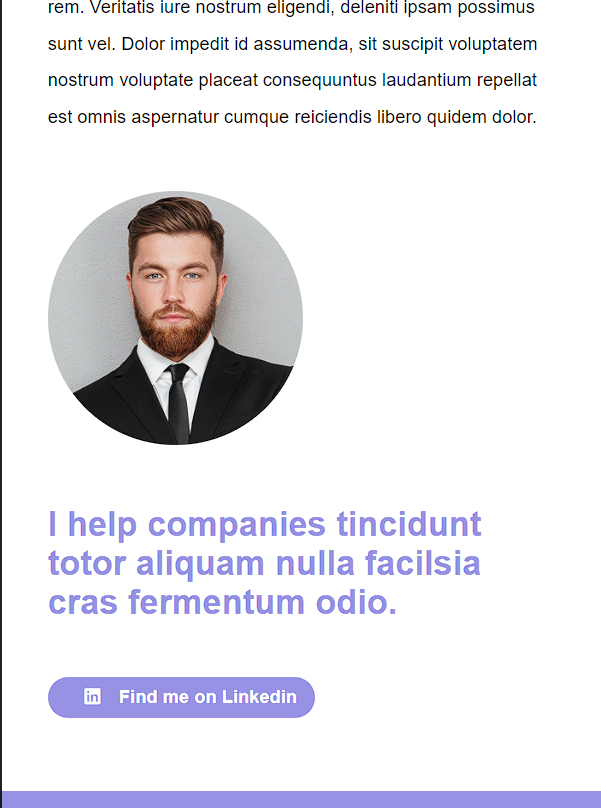 rem. Veritatis iure nostrum eligendi, deleniti ipsam possimus
sunt vel. Dolor impedit id assumenda, sit suscipit voluptatem
nostrum voluptate placeat consequuntus laudantium repellat
est omnis aspernatur cumque reiciendis libero quidem dolor.
I help companies tincidunt
totor aliquam nulla facilsia
cras fermentum odio.
in Find me on Linkedin